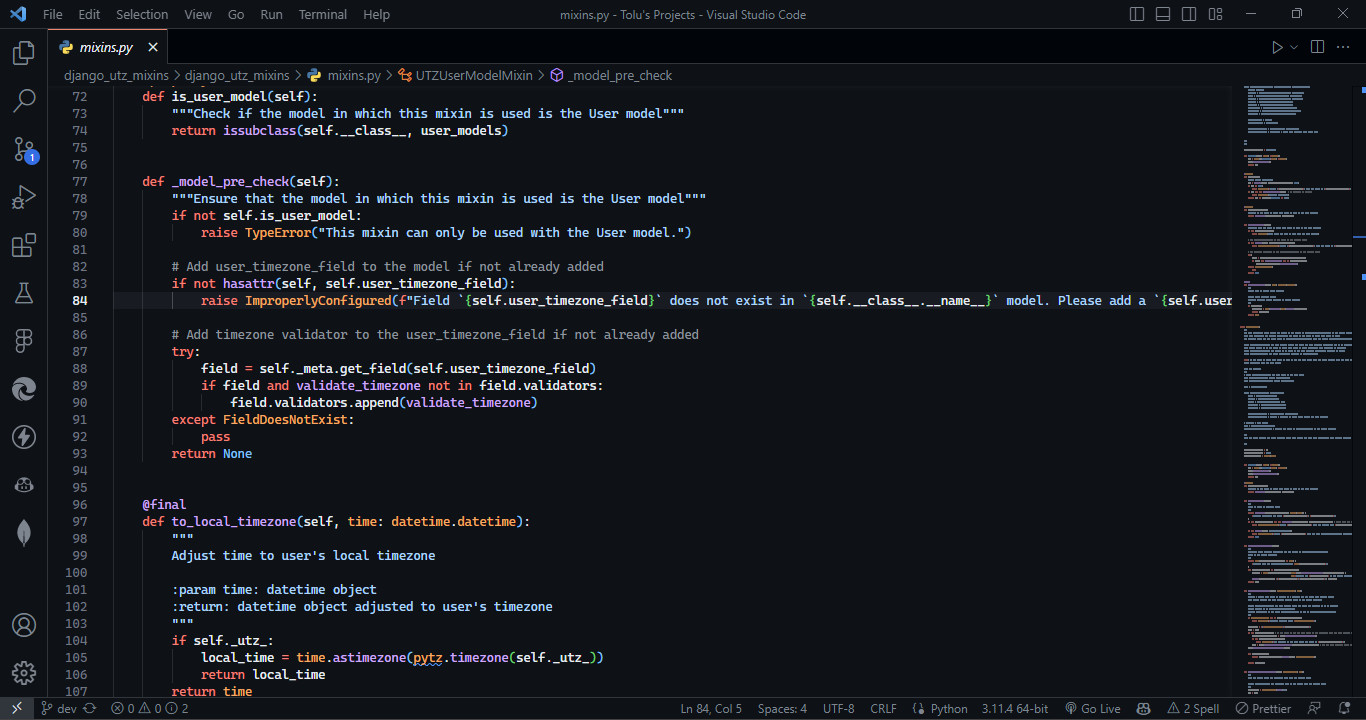 File Edit Selection View Go Run Terminal Help mixins.py - Tolu's Projects - Visual Studio Code
mixins.py
django_utz_mixins > django_utz_mixins > mixins.py > UTZUserModelMixin > _model_pre_check
72 def is_user_model(self):
73 """Check if the model in which this mixin is used is the User model"""
74 return issubclass(self.__class__, user_models)
75
76
77 def _model_pre_check(self):
78 """Ensure that the model in which this mixin is used is the User model"""
79 if not self.is_user_model:
80 raise TypeError("This mixin can only be used with the User model.")
81
82 # Add user_timezone_field to the model if not already added
83 if not hasattr(self, self.user_timezone_field):
84 raise ImproperlyConfigured(f"Field `{self.user_timezone_field}` does not exist in `{self.__class__.__name__}` model. Please add a `{self.user
85
86 # Add timezone validator to the user_timezone_field if not already added
87 try:
88 field = self._meta.get_field(self.user_timezone_field)
89 if field and validate_timezone not in field.validators:
90 field.validators.append(validate_timezone)
91 except FieldDoesNotExist:
92 pass
93 return None
94
95
96 @final
97 def to_local_timezone(self, time: datetime.datetime):
98 """
99 Adjust time to user's local timezone
100
101 :param time: datetime object
102 :return: datetime object adjusted to user's timezone
103 """
104 if self._utz_:
105 local_time = time.astimezone(pytz.timezone(self._utz_))
106 return local_time
107 return time
1
dev 0 0 2 Ln 84, Col 5 Spaces: 4 UTF-8 CRLF Python 3.11.4 64-bit Go Live 2 Spell Prettier